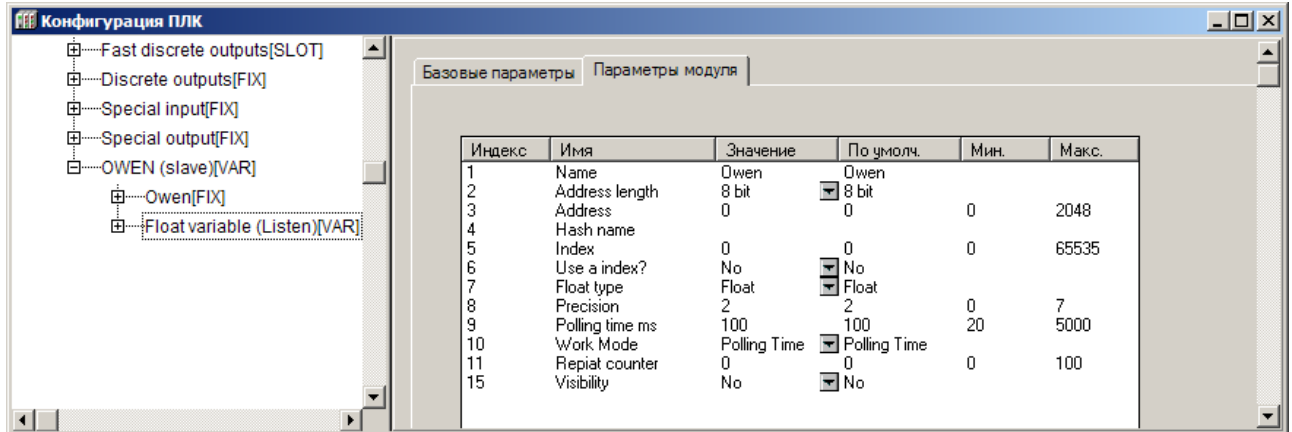 Конфигурация ПЛК
Fast discrete outputs[SLOT]
Discrete outputs[FIX]
Special input[FIX]
Special output[FIX]
OWEN (slave)[VAR]
Owen[FIX]
Float variable (Listen)[VAR]
Базовые параметры Параметры модуля
Индекс Имя Значение По умолч. Мин. Макс.
1 Name Owen Owen
2 Address length 8 bit 8 bit
3 Address 0 0 0 2048
4 Hash name
5 Index 0 0 0 65535
6 Use a index? No No
7 Float type Float Float
8 Precision 2 2 0 7
9 Polling time ms 100 100 20 5000
10 Work Mode Polling Time Polling Time
11 Repiat counter 0 0 0 100
15 Visibility No No